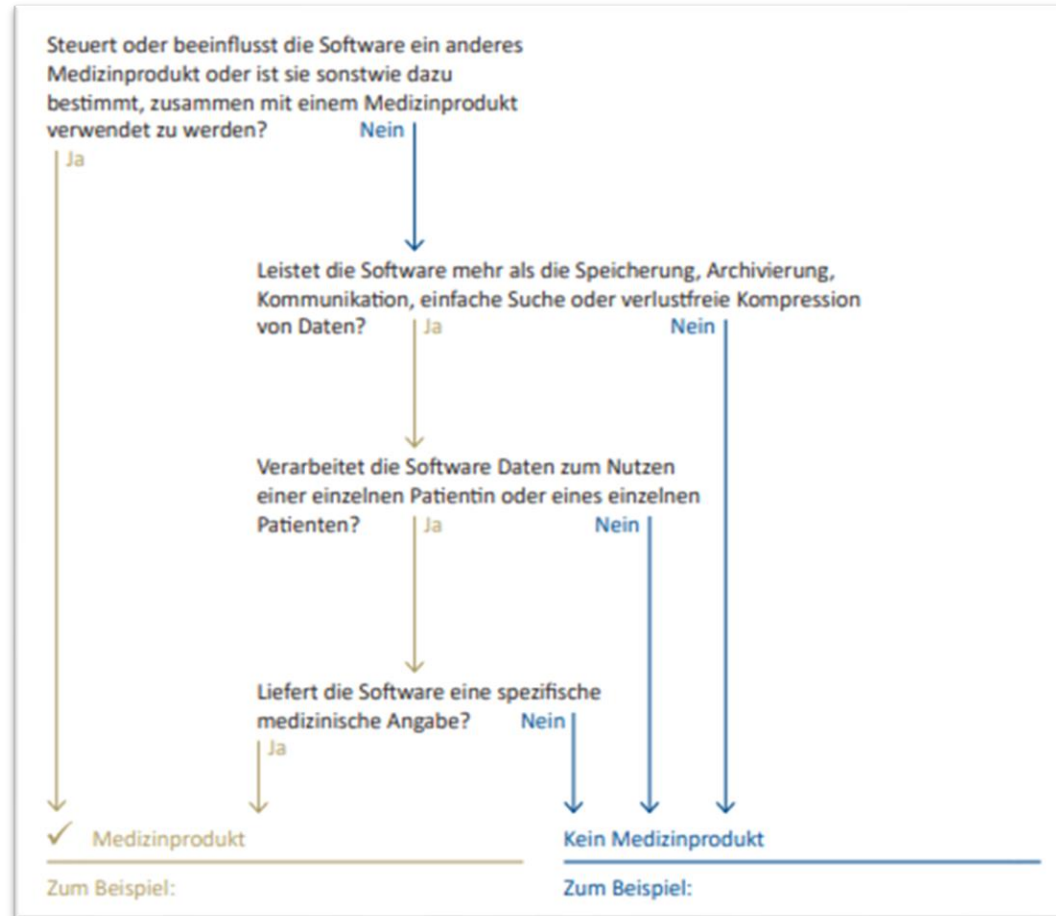 Steuert oder beeinflusst die Software ein anderes
Medizinprodukt oder ist sie sonstwie dazu
bestimmt, zusammen mit einem Medizinprodukt
verwendet zu werden? Nein
Ja
Leistet die Software mehr als die Speicherung, Archivierung,
Kommunikation, einfache Suche oder verlustfreie Kompression
von Daten? Ja Nein
Verarbeitet die Software Daten zum Nutzen
einer einzelnen Patientin oder eines einzelnen
Patienten? Ja Nein
Liefert die Software eine spezifische
medizinische Angabe? Nein
Ja
✓ Medizinprodukt
Zum Beispiel:
Kein Medizinprodukt
Zum Beispiel: